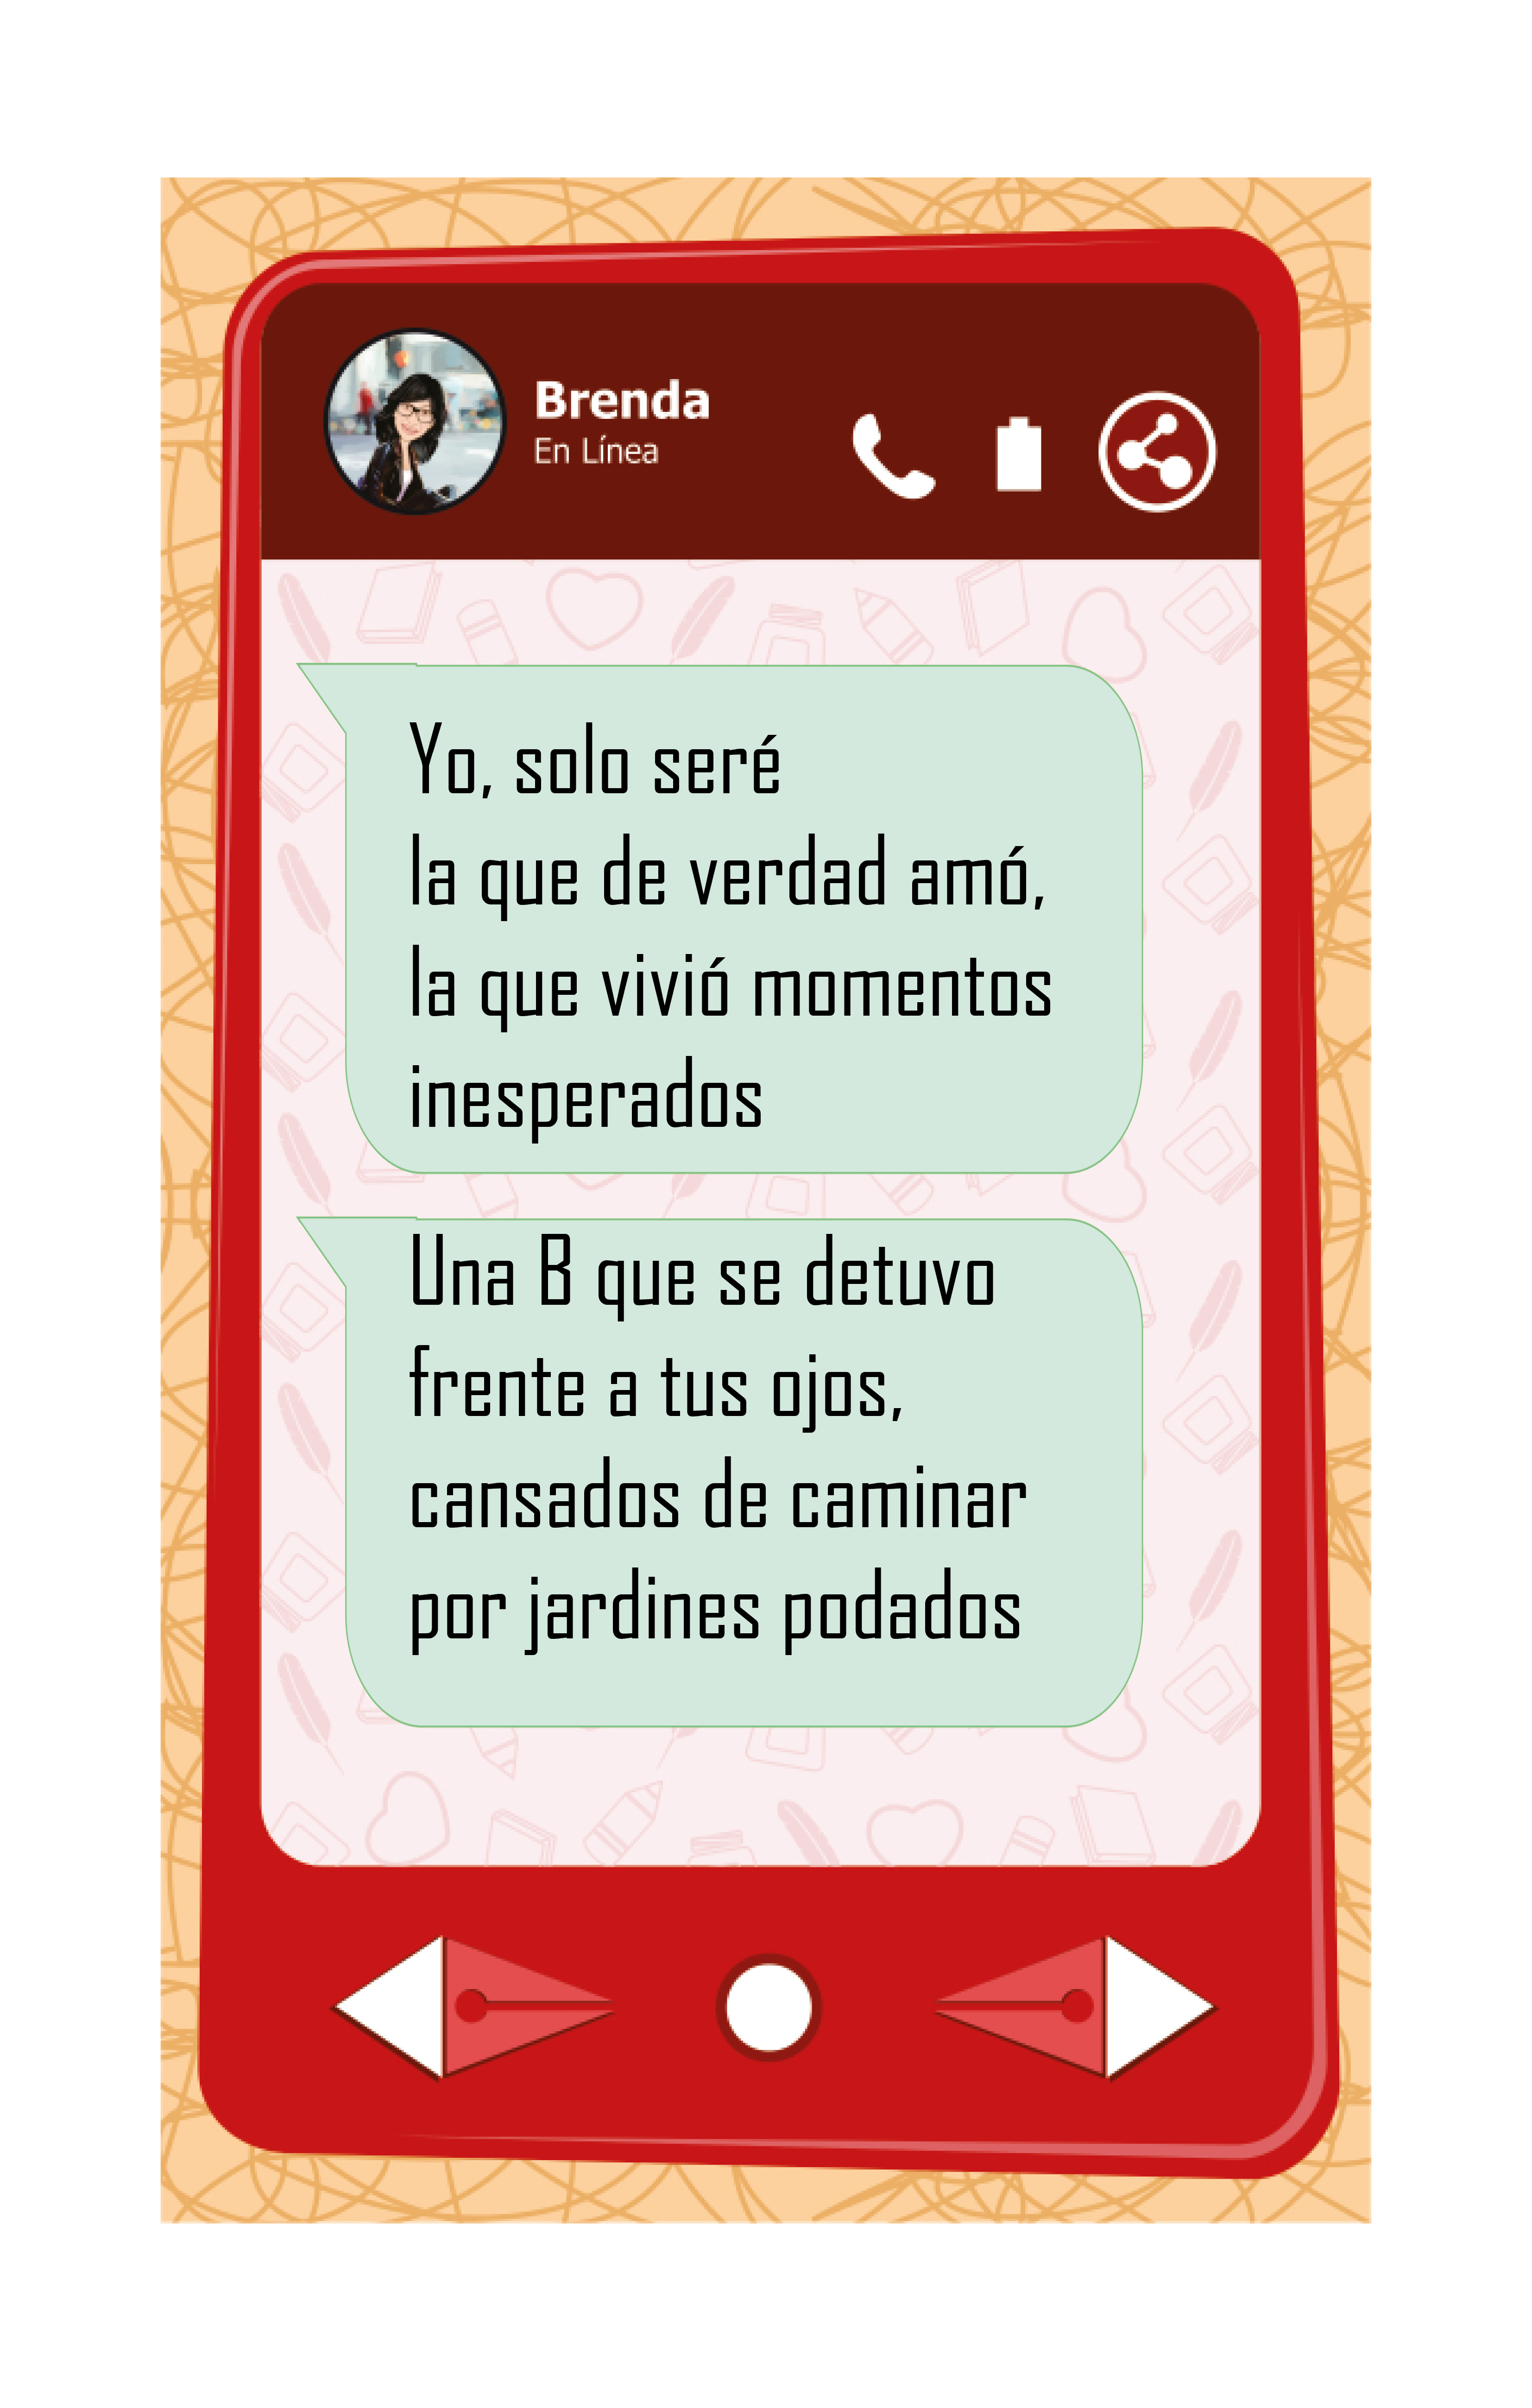 Brenda
En Línea
Yo, solo seré
la que de verdad amó,
la que vivió momentos
inesperados
Una B que se detuvo
frente a tus ojos,
cansados de caminar
por jardines podados